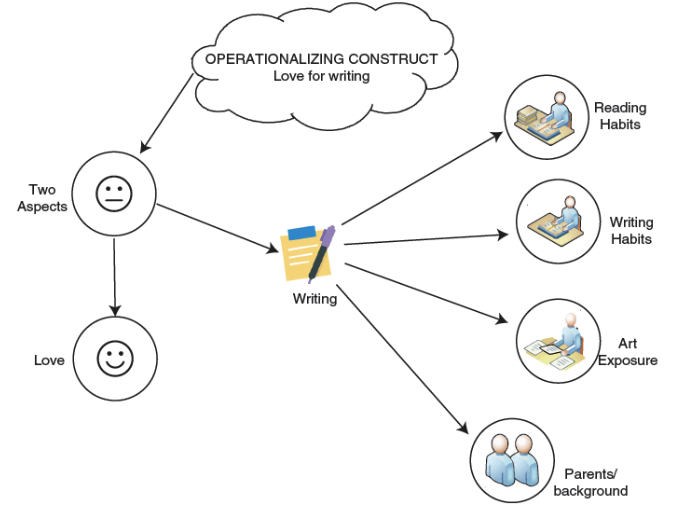 OPERATIONALIZING CONSTRUCT
Love for writing
Two
Aspects
Love
Writing
Reading
Habits
Writing
Habits
Art
Exposure
Parents/
background